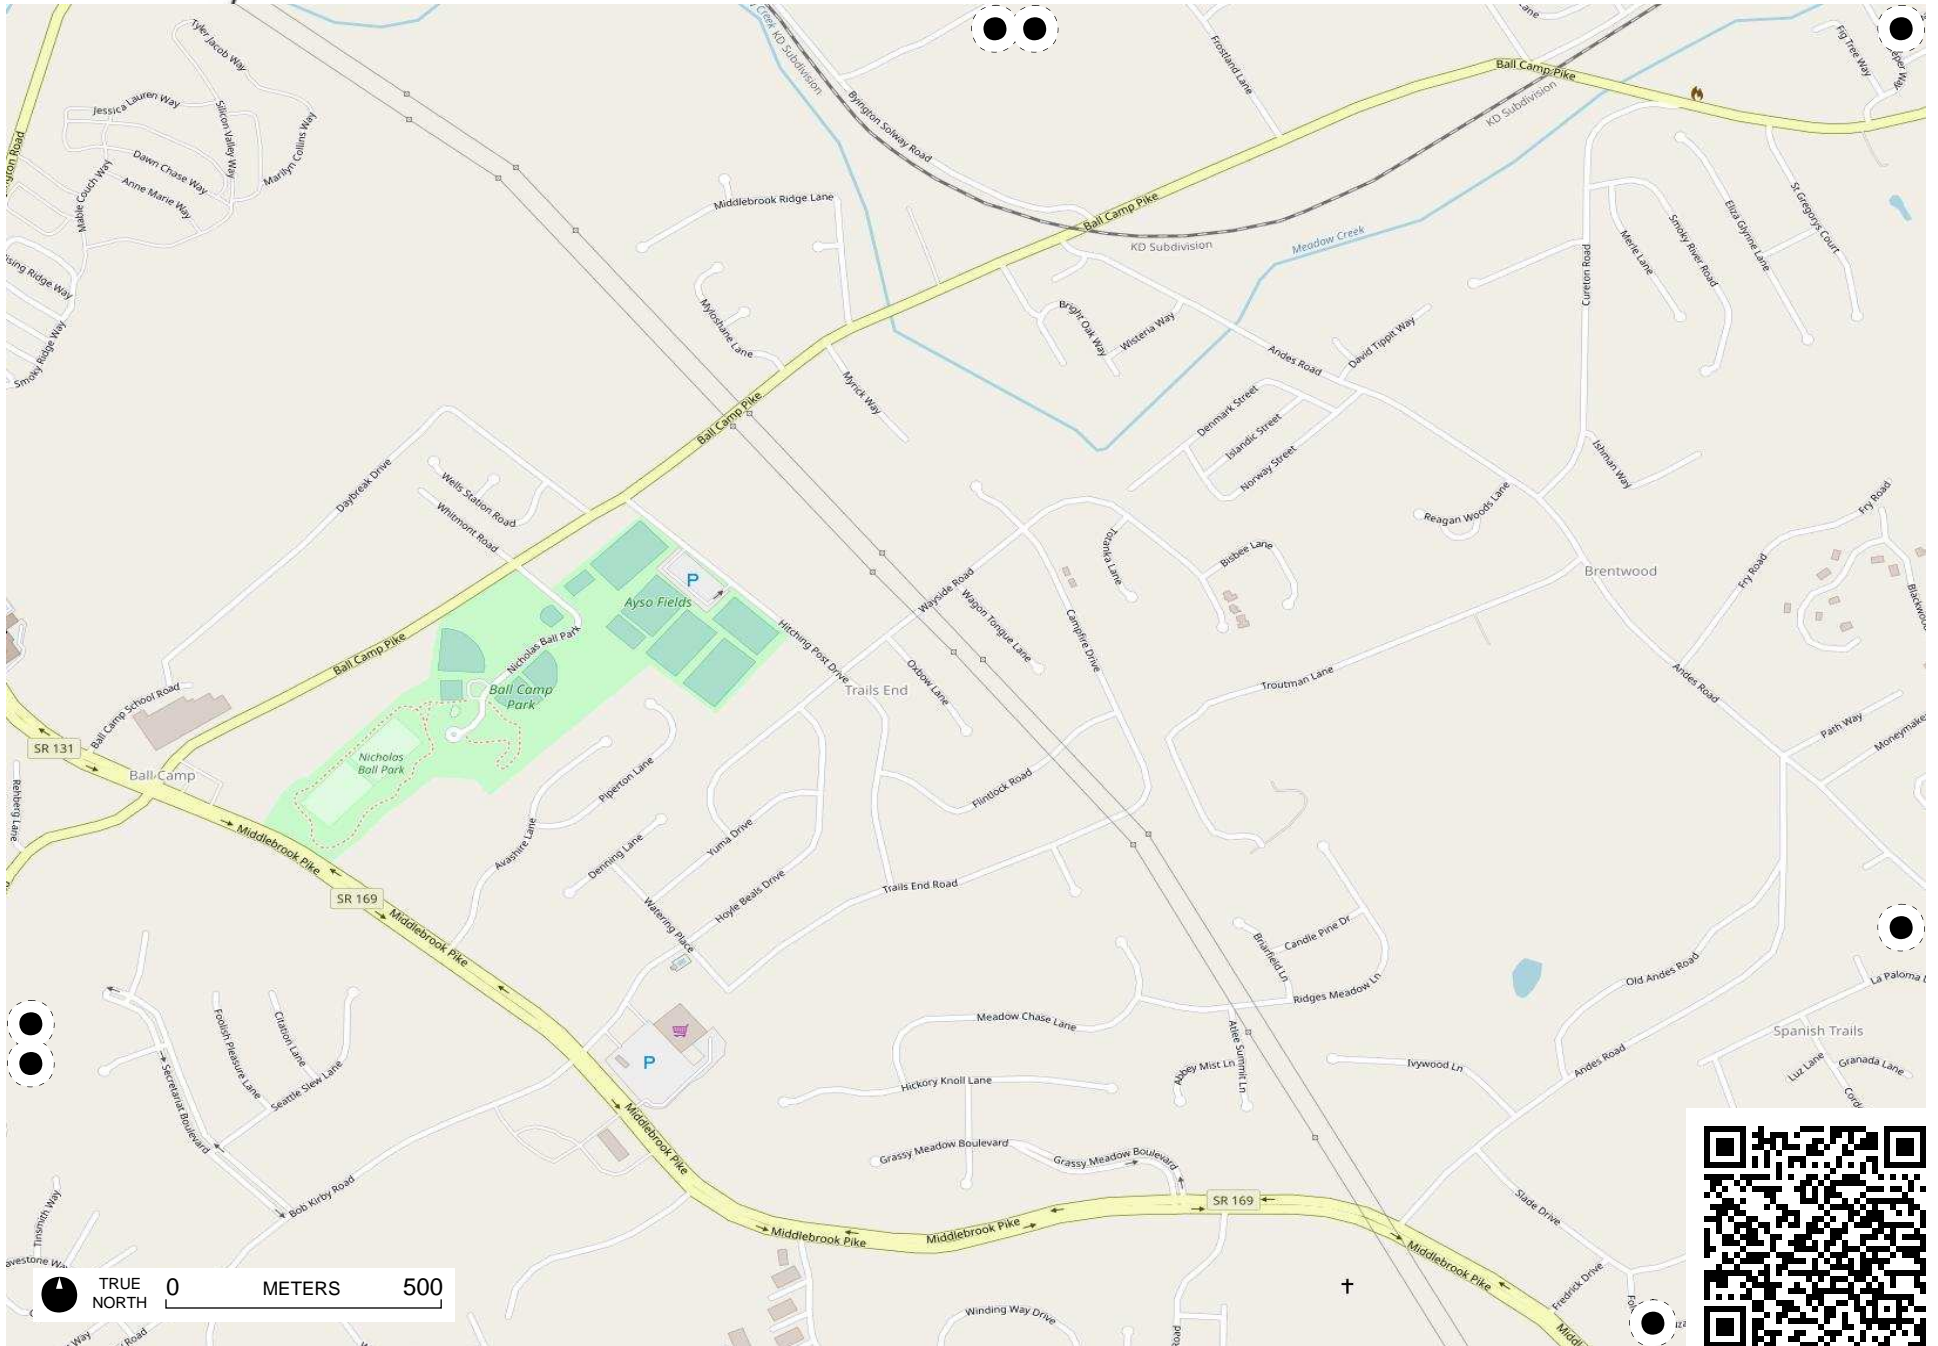 Tyler Jacob Way
Creek
KD Subdivision
Frostland Lane
Lane
Ball Camp Pike
Fig Tree Way
Jessica Lauren Way
Silicon Valley Way
Marilyn Collins Way
Byington Solway Road
KD Subdivision
Dawn Chase Way
Anne Marie Way
Mable Couch Way
Middlebrook Ridge Lane
Ball Camp Pike
KD Subdivision
Meadow Creek
Merle Lane
Smoky River Road
Eliza Glynne Lane
St Gregorys Court
Cureton Road
Smoky Ridge Way
Myloshane Lane
Bright Oak Way
Wisteria Way
Andes Road
David Tippit Way
Myrick Way
Ball Camp Pike
Denmark Street
Islandic Street
Norway Street
Ishman Way
Daybreak Drive
Wells Station Road
Whitmont Road
Reagan Woods Lane
Fry Road
Totanka Lane
Bisbee Lane
Brentwood
Fry Road
P
Ayso Fields
Wayside Road
Wagon Tongue Lane
Campfire Drive
Hitching Post Drive
Nicholas Ball Park
Ball Camp Pike
Oxbow Lane
Trails End
Troutman Lane
Andes Road
Ball Camp School Road
Ball Camp
Park
Path Way
SR 131
Ball Camp
Nicholas
Ball Park
Piperton Lane
Flintlock Road
Rehberg Lane
Middlebrook Pike
Avashire Lane
Denning Lane
Yuma Drive
Hoyle Beals Drive
Trails End Road
SR 169
Middlebrook Pike
Watering Place
Briarfield Ln
Candle Pine Dr
Ridges Meadow Ln
Old Andes Road
Foolish Pleasure Lane
Citation Lane
Seattle Slew Lane
Secretariat Boulevard
Meadow Chase Lane
Atlee Summit Ln
Spanish Trails
P
Abbey Mist Ln
Hickory Knoll Lane
Ivywood Ln
Andes Road
Luz Lane
Granada Lane
Middlebrook Pike
Grassy Meadow Boulevard
Grassy Meadow Boulevard
Bob Kirby Road
Tinsmith Way
SR 169
Slade Drive
Middlebrook Pike
Middlebrook Pike
Middlebrook Pike
Fredrick Drive
Winding Way Drive
TRUE
NORTH
0 METERS 500
Way
Road
Road